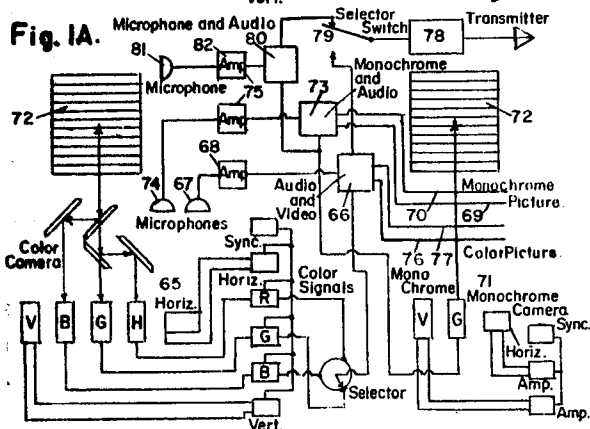 Vert.
Fig. 1A.
Microphone and Audio
Selector
Switch
Transmitter
79
78
81
82
80
Amp
Microphone
75
Monochrome
and
Audio
73
72
Amp
72
68
Amp
74
67
Microphones
Audio
and
Video
66
70
69
Monochrome
Picture.
76
77
Color Picture.
Color
Camera
Sync.
65
Horiz.
Horiz.
Color
Signals
Mono
Chrome
71
Monochrome
Camera
Sync.
V
B
G
H
R
G
B
Selector
V
G
Horiz.
Amp.
Amp.
Vert.